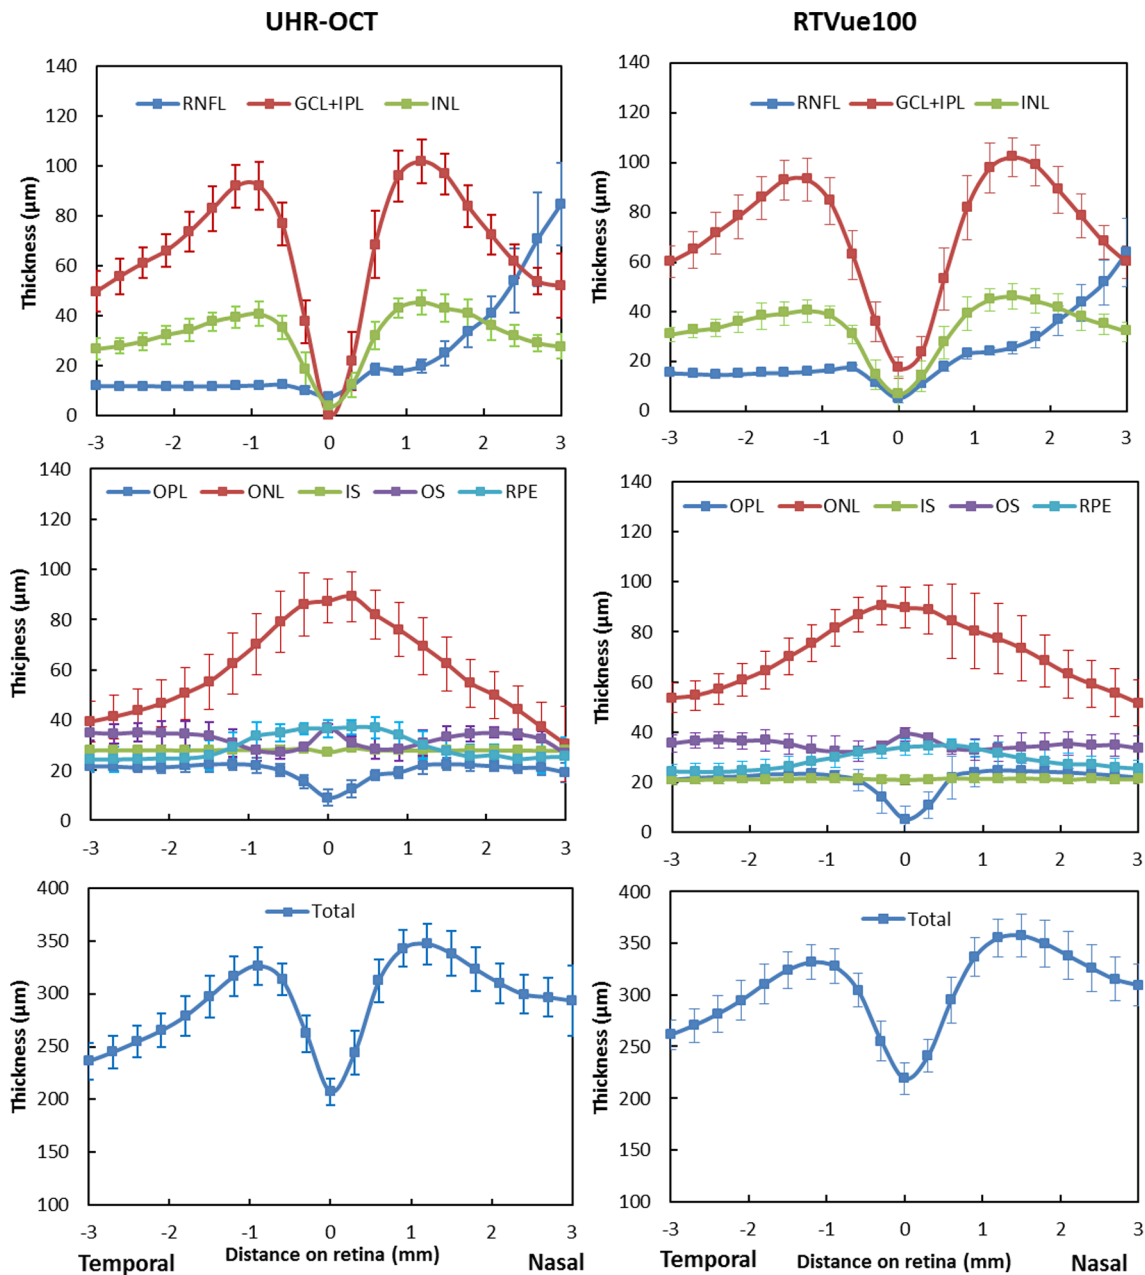 UHR-OCT
RTVue100
140
120
100
80
60
40
20
0
Thickness (µm)
RNFL GCL+IPL INL
-3 -2 -1 0 1 2 3
140
120
100
80
60
40
20
0
Thickness (µm)
RNFL GCL+IPL INL
-3 -2 -1 0 1 2 3
140
120
100
80
60
40
20
0
Thicjness (µm)
OPL ONL IS OS RPE
-3 -2 -1 0 1 2 3
140
120
100
80
60
40
20
0
Thickness (µm)
OPL ONL IS OS RPE
-3 -2 -1 0 1 2 3
400
350
300
250
200
150
100
Thickness (µm)
Total
-3 -2 -1 0 1 2 3
Temporal Distance on retina (mm) Nasal
400
350
300
250
200
150
100
Thickness (µm)
Total
-3 -2 -1 0 1 2 3
Temporal Distance on retina (mm) Nasal